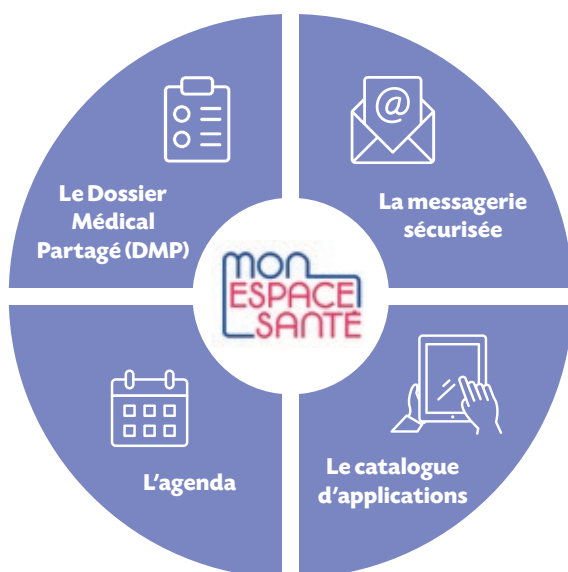 Le Dossier
Médical
Partagé (DMP)
@
La messagerie
sécurisée
mon
ESPACE
SANTÉ
L'agenda
Le catalogue
d'applications